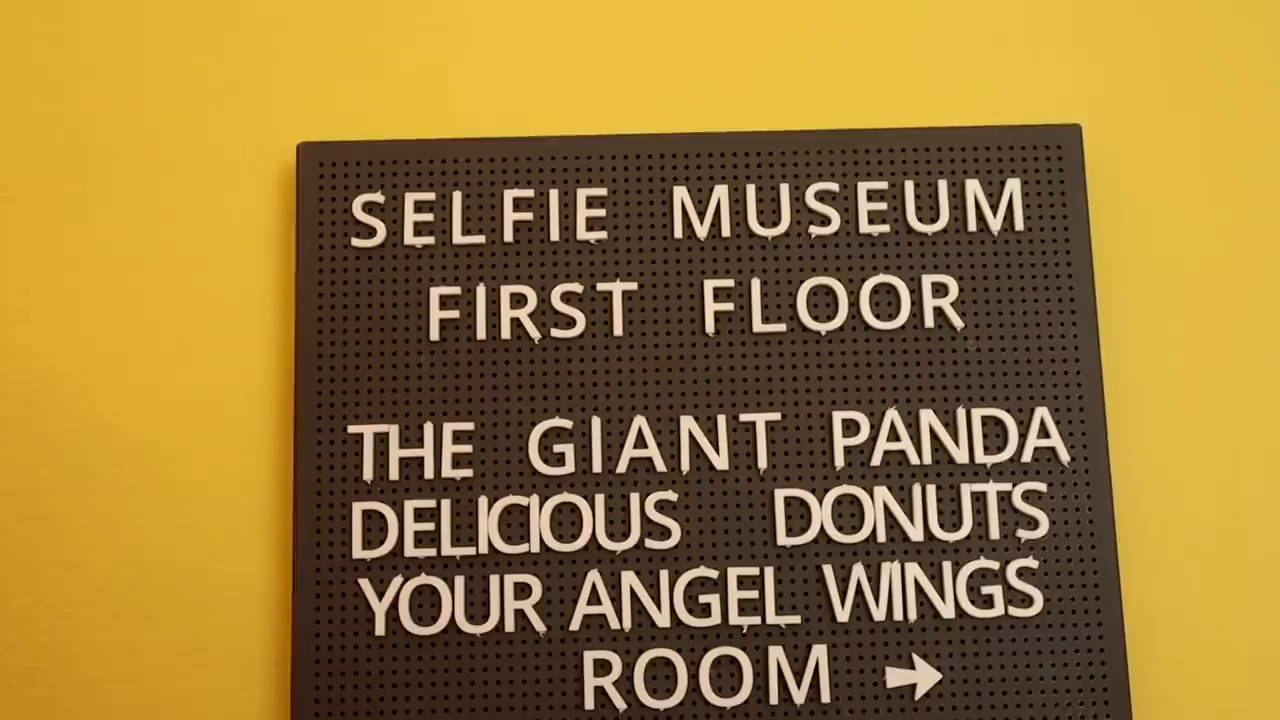 SELFIE MUSEUM
FIRST FLOOR
THE GIANT PANDA
DELICIOUS DONUTS
YOUR ANGEL WINGS
ROOM →